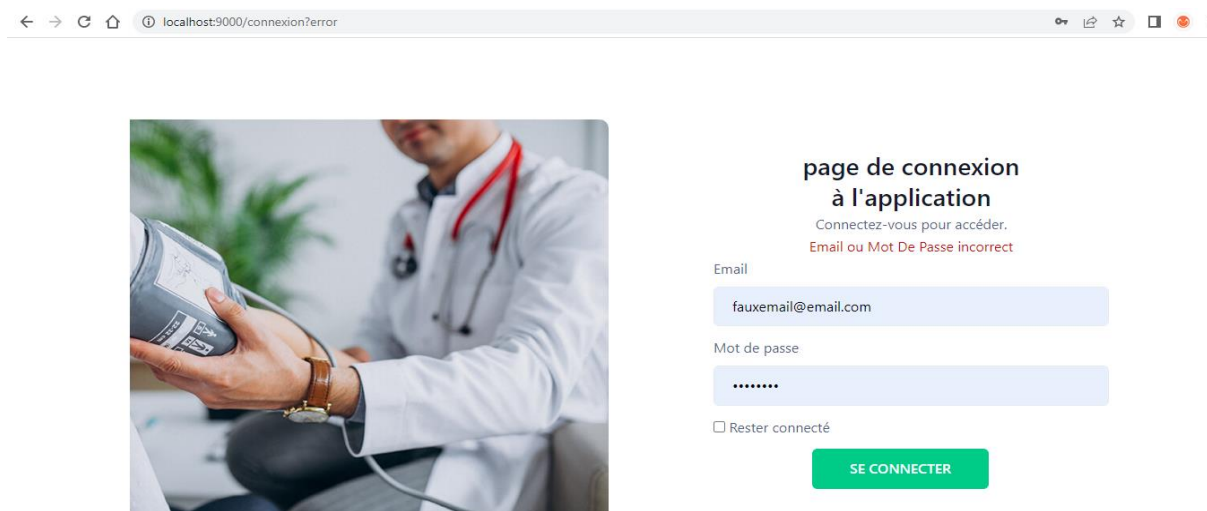 localhost:9000/connexion?error
page de connexion
à l'application
Connectez-vous pour accéder.
Email ou Mot De Passe incorrect
Email
fauxemail@email.com
Mot de passe
••••••••
Rester connecté
SE CONNECTER